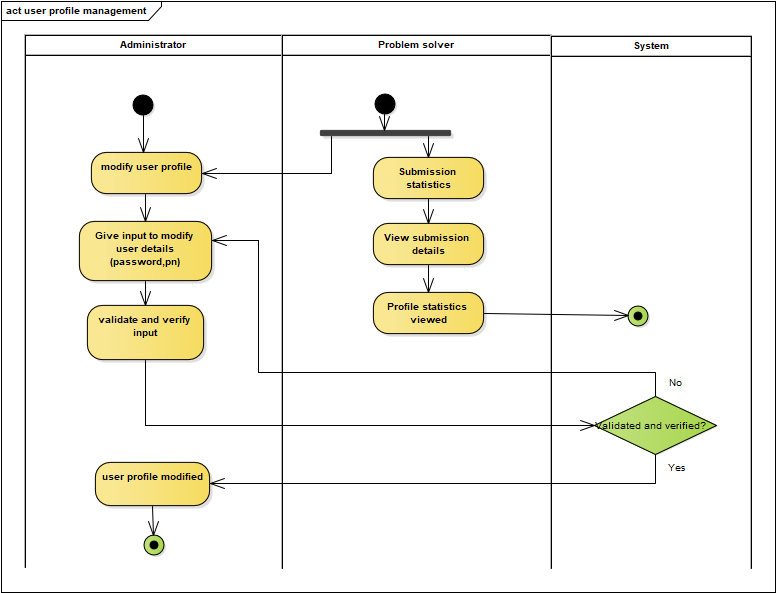 act user profile management
Administrator
Problem solver
System
modify user profile
Submission
statistics
Give input to modify
user details
(password,pn)
View submission
details
validate and verify
input
Profile statistics
viewed
No
Validated and verified?
Yes
user profile modified